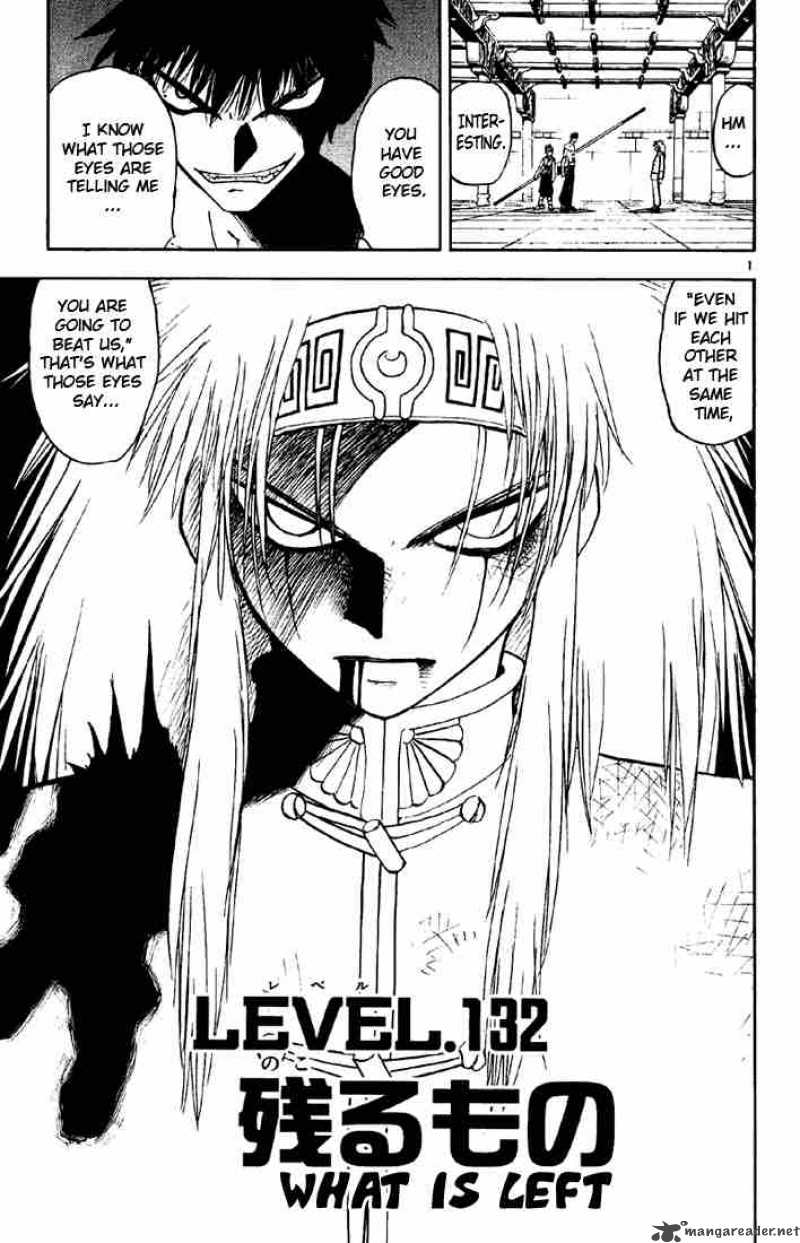 HM
...
INTER-
ESTING.
YOU
HAVE
GOOD
EYES.
I KNOW
WHAT THOSE
EYES ARE
TELLING ME
...
1
"EVEN
IF WE HIT
EACH
OTHER
AT THE
SAME
TIME,
YOU ARE
GOING TO
BEAT US,"
THAT'S WHAT
THOSE EYES
SAY...
レベル
LEVEL.132
のこ
残るもの
WHAT IS LEFT
mangareader.net